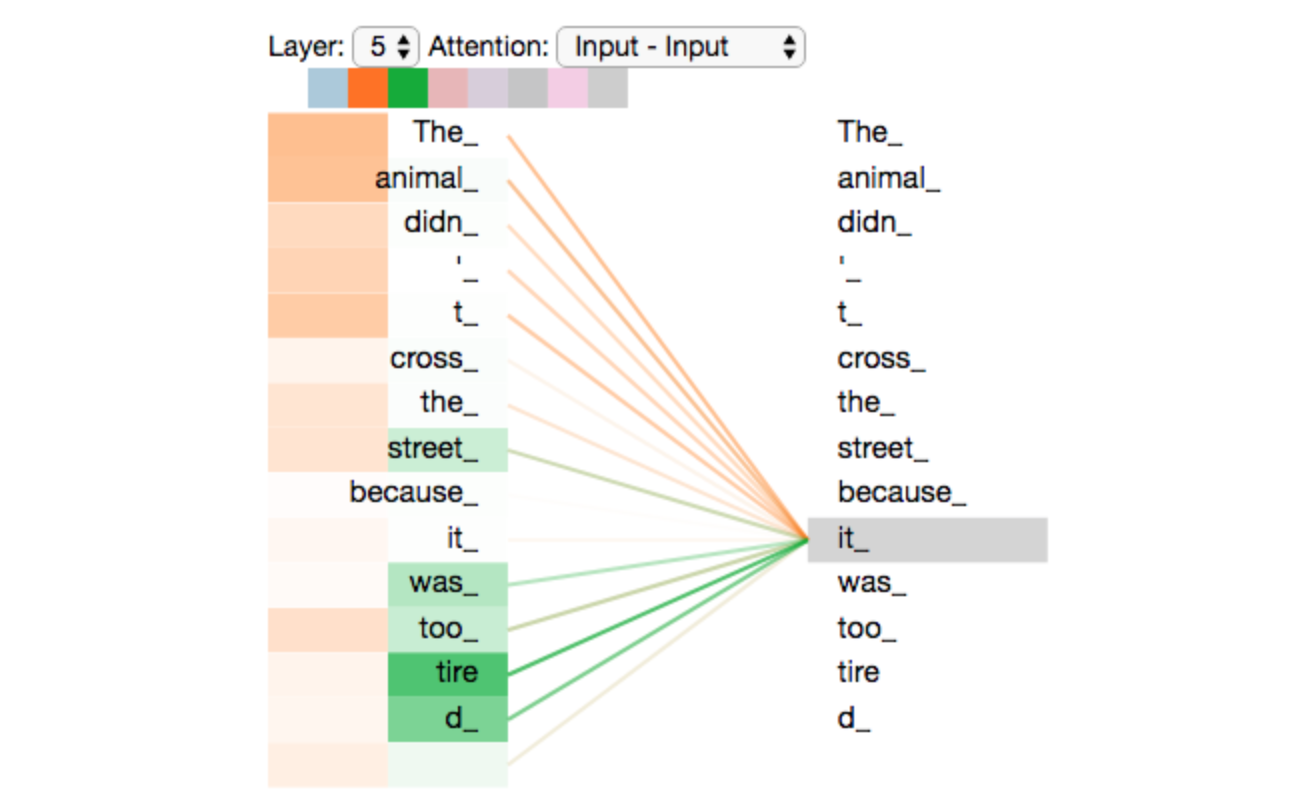 Layer: 5 Attention: Input - Input
The_ The_
animal_ animal_
didn_ didn_
'_ '_
t_ t_
cross_ cross_
the_ the_
street_ street_
because_ because_
it_ it_
was_ was_
too_ too_
tire tire
d_ d_